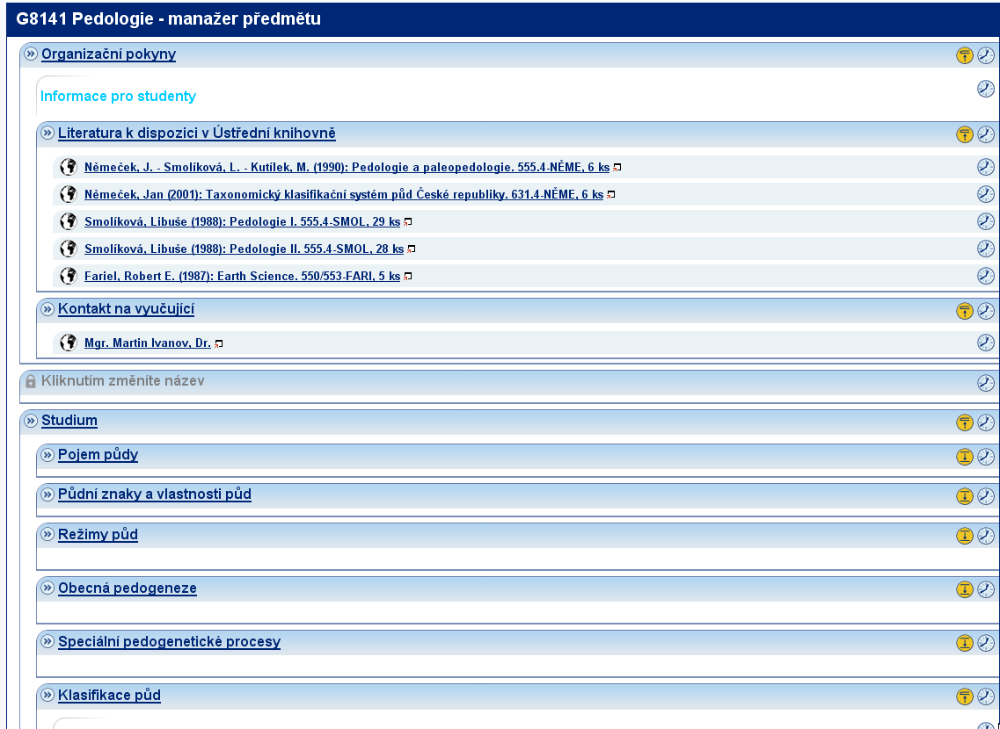 G8141 Pedologie - manažer předmětu
Organizační pokyny
Informace pro studenty
Literatura k dispozici v Ústřední knihovně
Němeček, J. - Smolíková, L. - Kutílek, M. (1990): Pedologie a paleopedologie. 555.4-NĚME, 6 ks
Němeček, Jan (2001): Taxonomický klasifikační systém půd České republiky. 631.4-NĚME, 6 ks
Smolíková, Libuše (1988): Pedologie I. 555.4-SMOL, 29 ks
Smolíková, Libuše (1988): Pedologie II. 555.4-SMOL, 28 ks
Fariel, Robert E. (1987): Earth Science. 550/553-FARI, 5 ks
Kontakt na vyučující
Mgr. Martin Ivanov, Dr.
Kliknutím změníte název
Studium
Pojem půdy
Půdní znaky a vlastnosti půd
Režimy půd
Obecná pedogeneze
Speciální pedogenetické procesy
Klasifikace půd